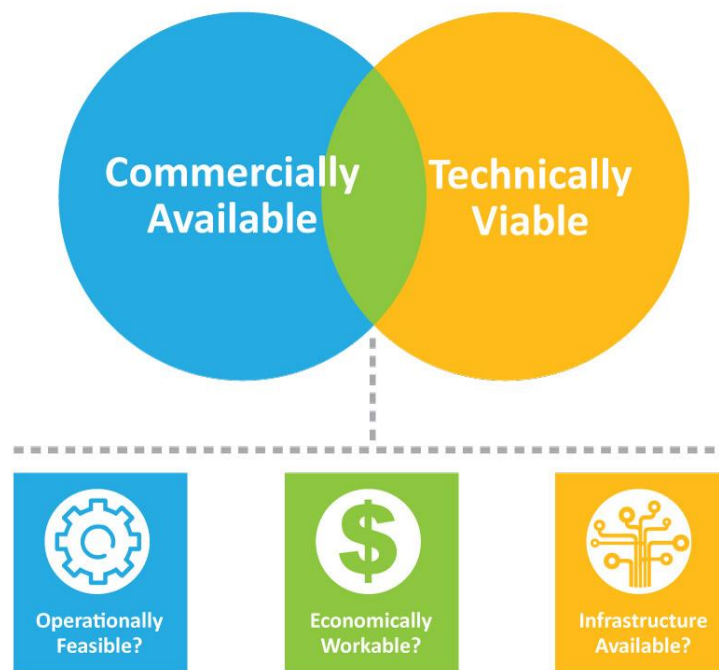 Commercially
Available
Technically
Viable
$
Operationally
Feasible?
Economically
Workable?
Infrastructure
Available?